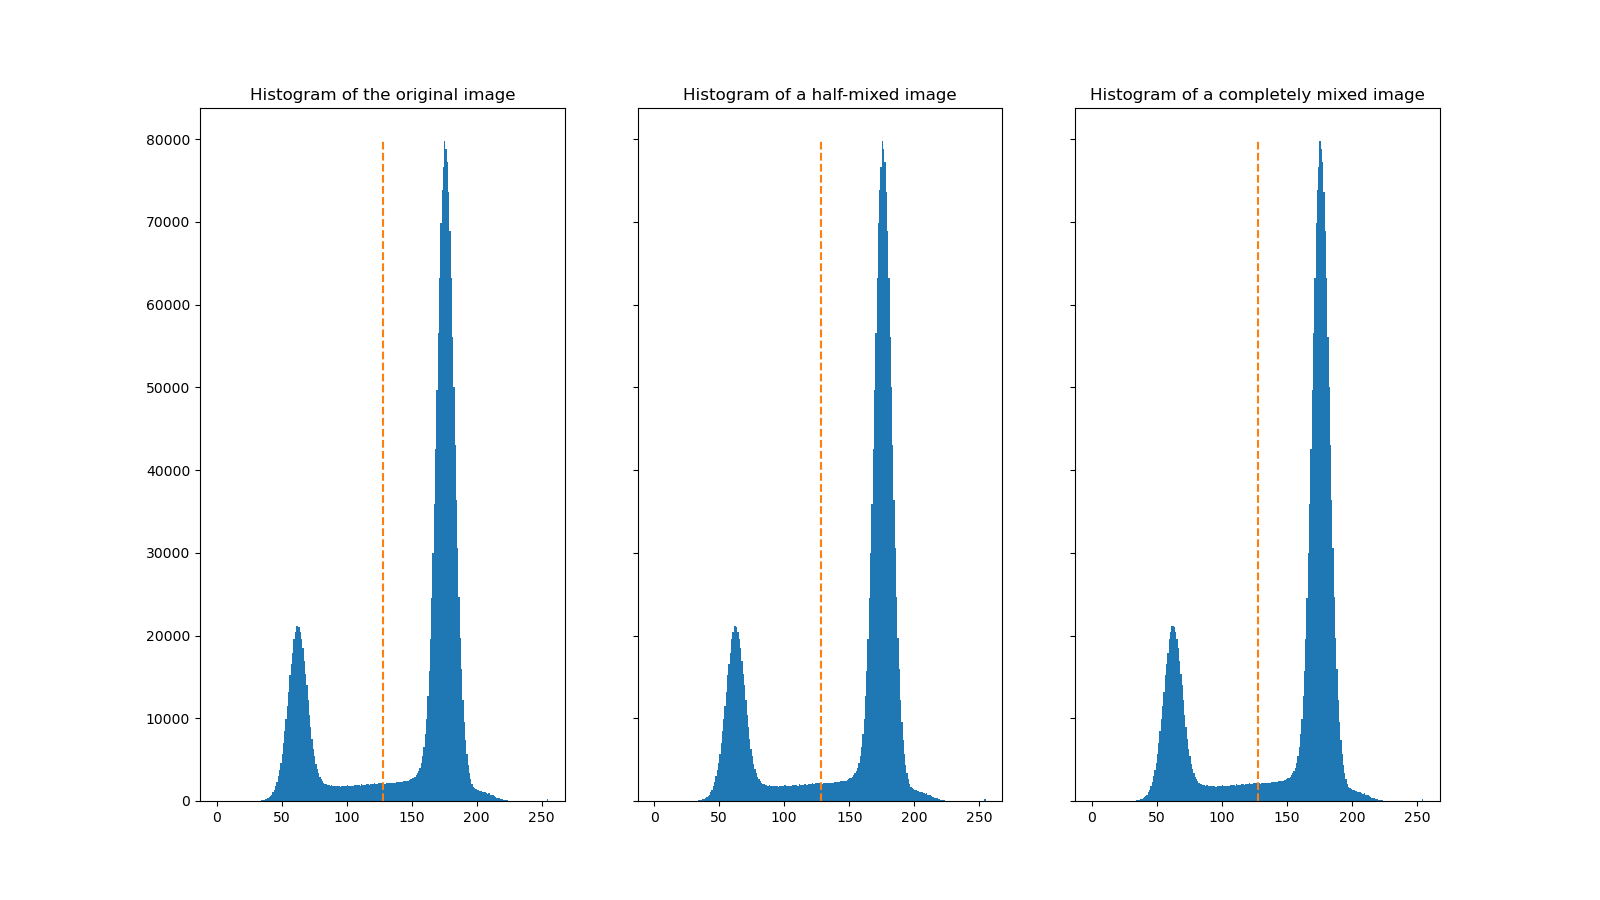 Histogram of the original image
Histogram of a half-mixed image
Histogram of a completely mixed image
80000
70000
60000
50000
40000
30000
20000
10000
0
0 50 100 150 200 250
0 50 100 150 200 250
0 50 100 150 200 250